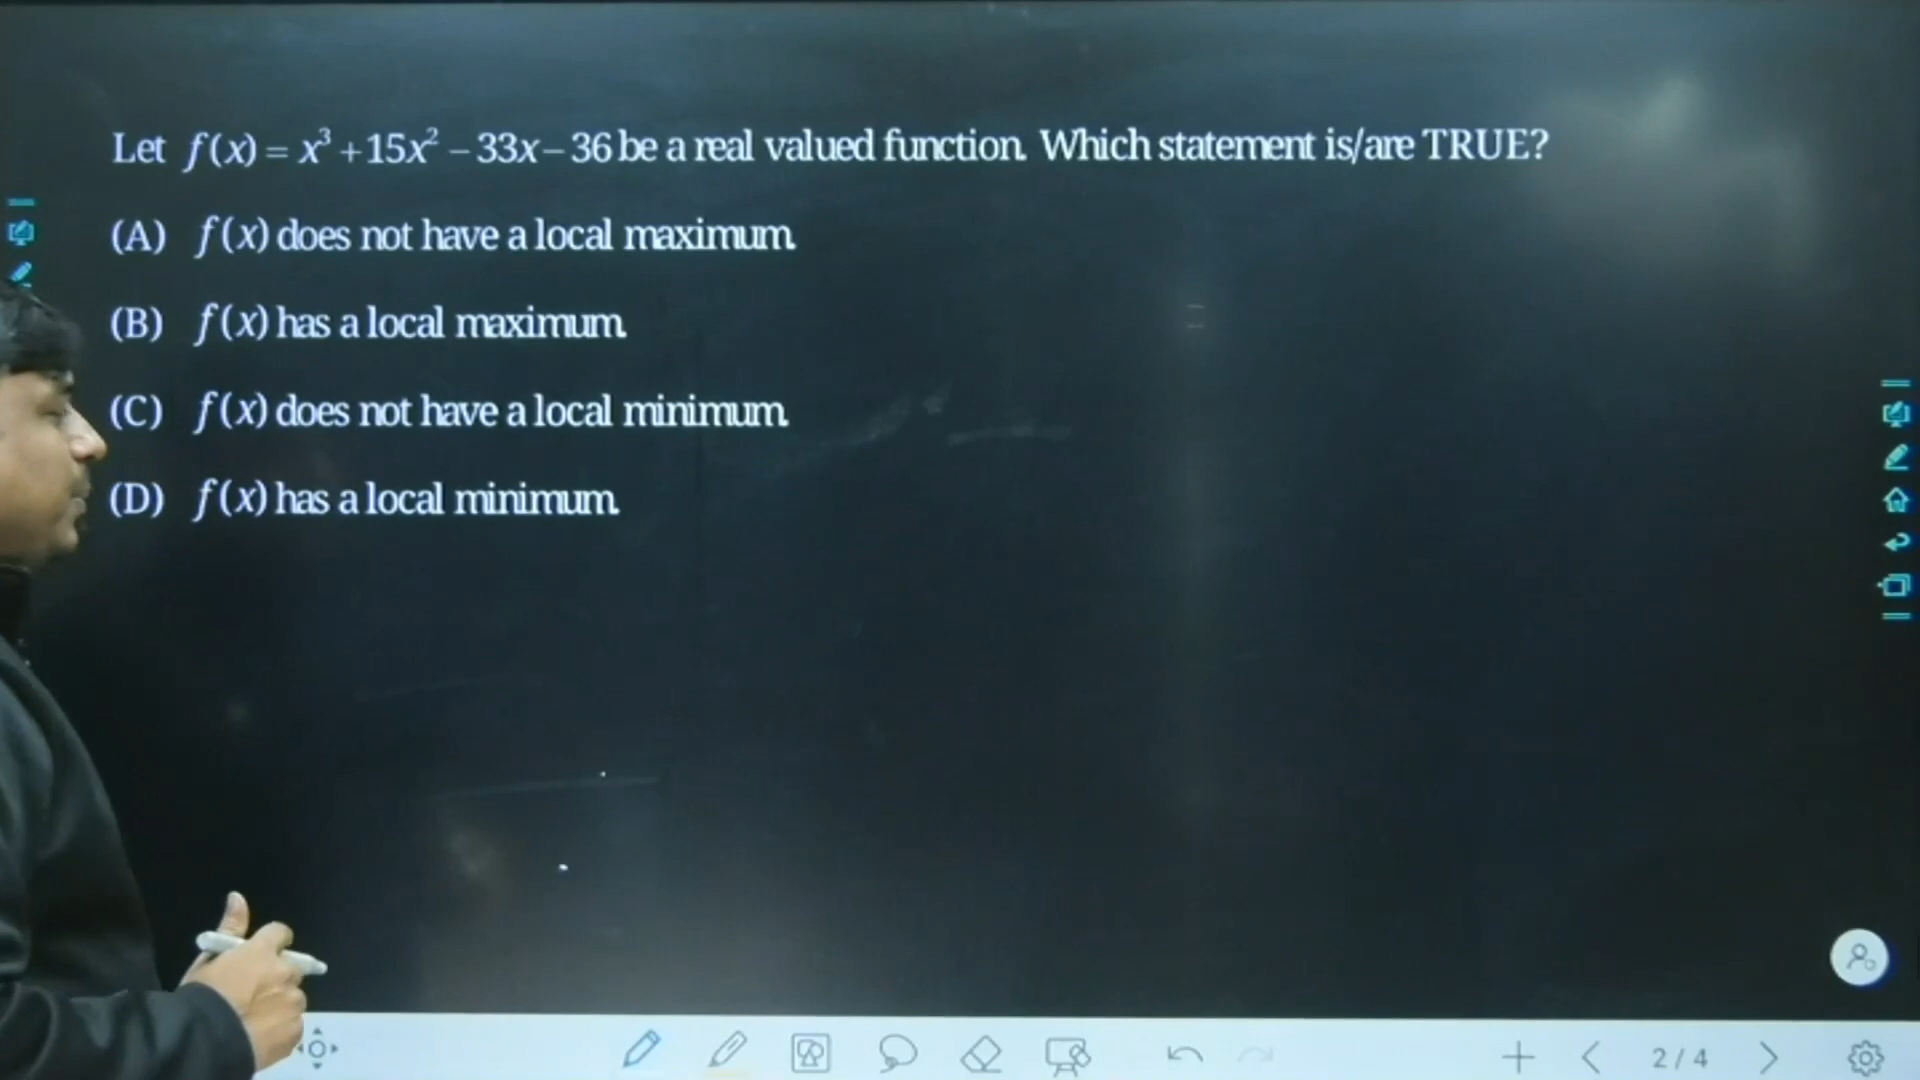 Let f(x) = x³ + 15x² − 33x − 36 be a real valued function. Which statement is/are TRUE?
(A) f(x) does not have a local maximum.
(B) f(x) has a local maximum.
(C) f(x) does not have a local minimum.
(D) f(x) has a local minimum.
2 / 4